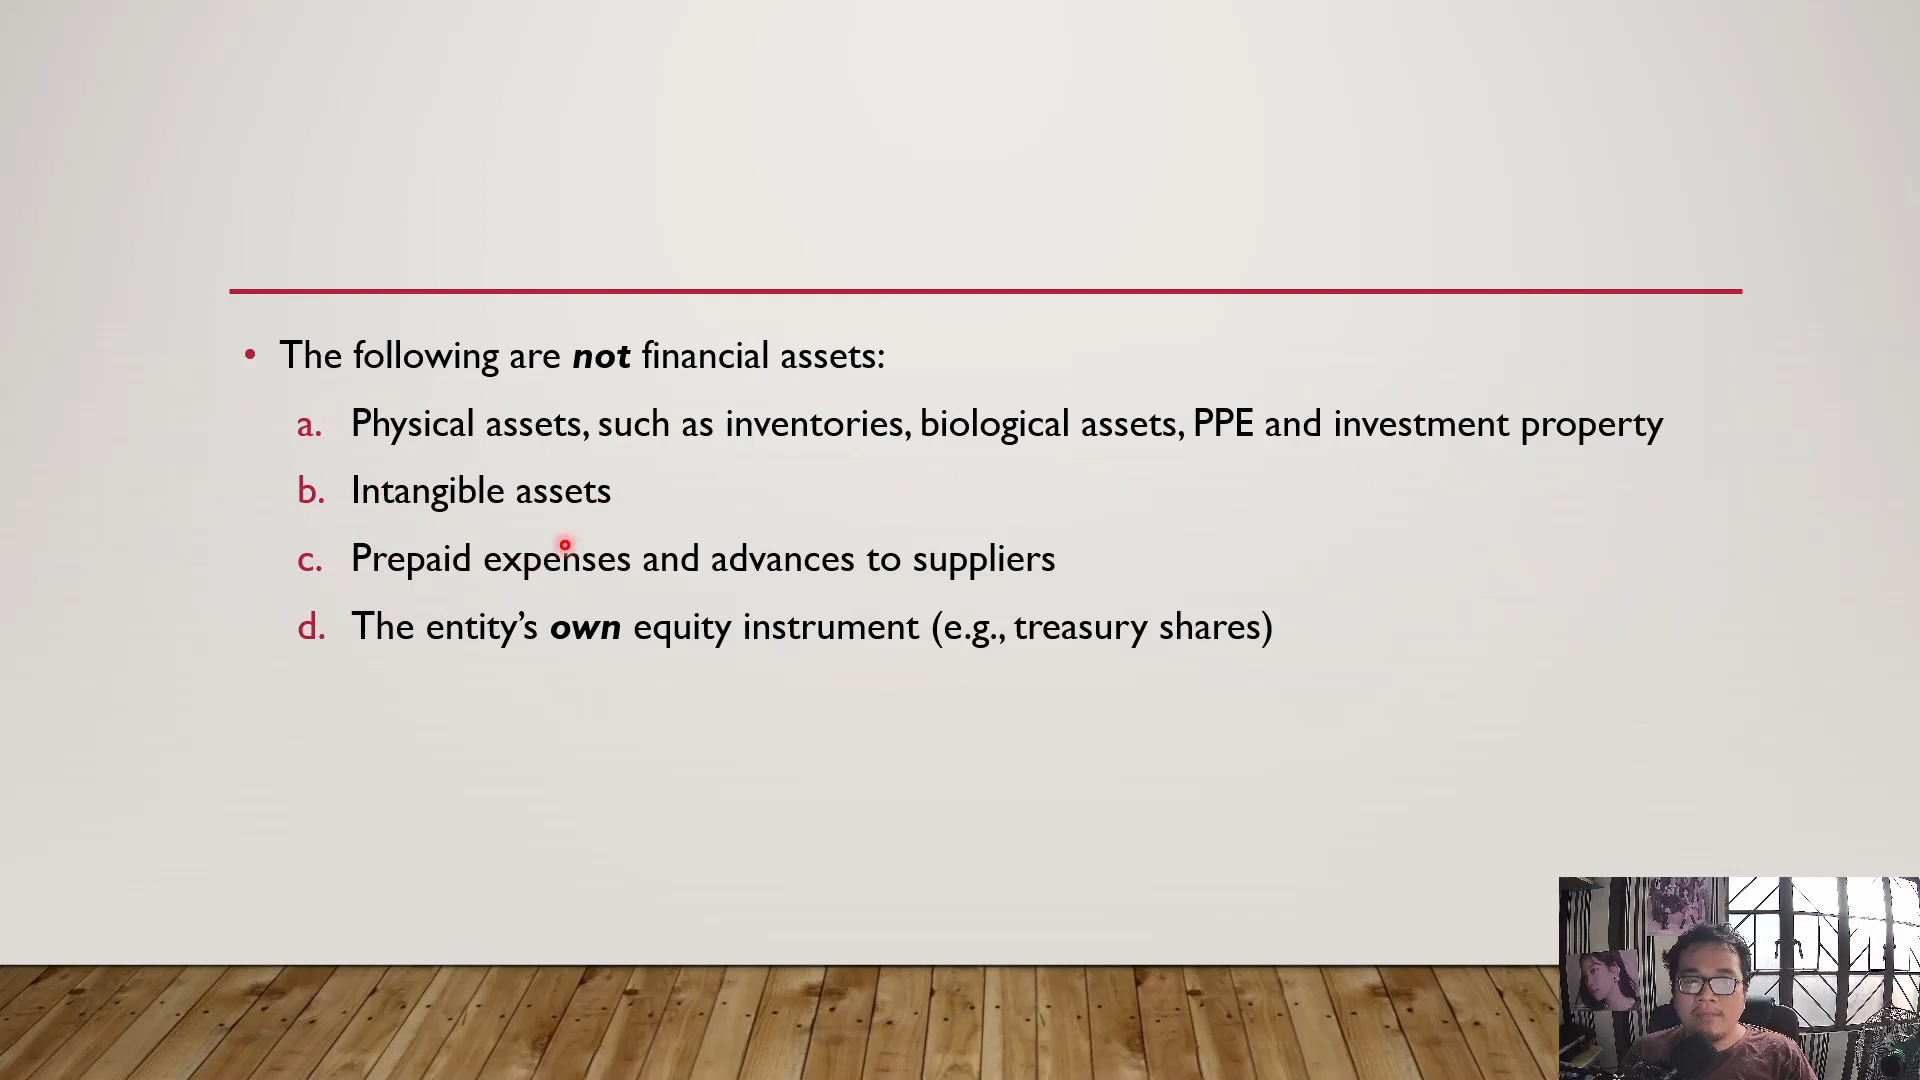 • The following are not financial assets:
a. Physical assets, such as inventories, biological assets, PPE and investment property
b. Intangible assets
c. Prepaid expenses and advances to suppliers
d. The entity’s own equity instrument (e.g., treasury shares)